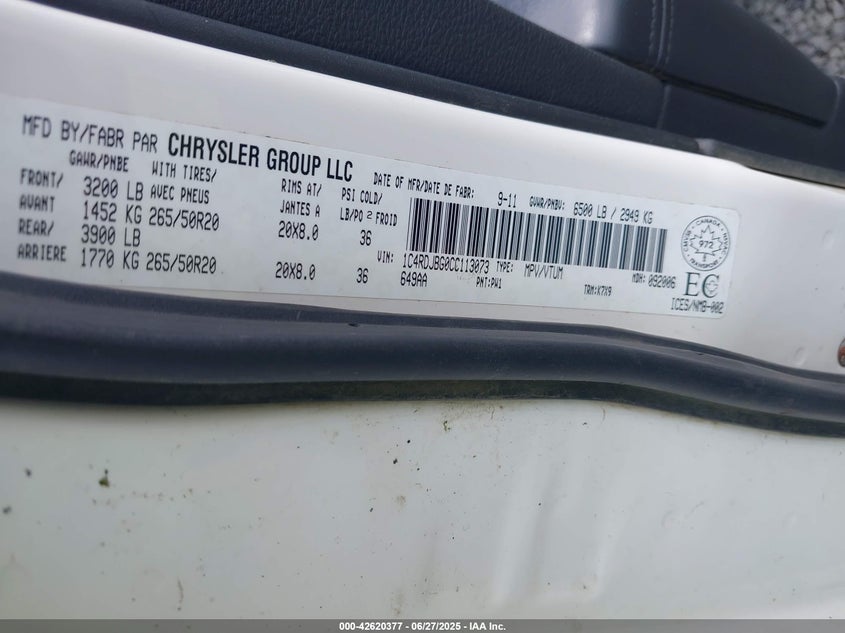 MFD BY/FABR PAR CHRYSLER GROUP LLC DATE OF MFR/DATE DE FABR: 9-11 GVWR/PNBV: 6500 LB / 2949 KG
GAWR/PNBE WITH TIRES/ RIMS AT/ PSI COLD/
FRONT/ 3200 LB AVEC PNEUS JANTES A LB/PO 2 FROID
AVANT 1452 KG 265/50R20 20X8.0 36
REAR/ 3900 LB
ARRIERE 1770 KG 265/50R20 20X8.0 36
VIN: 1C4RDJBG0CC113073 TYPE: MPV/VTUM MDH: 092006
649AA PNT:PW1 TRM:K7X9
CANADA
972
TRANSPORT
EC
ICES/NMB-002
000-42620377 | 06/27/2025 - IAA Inc.